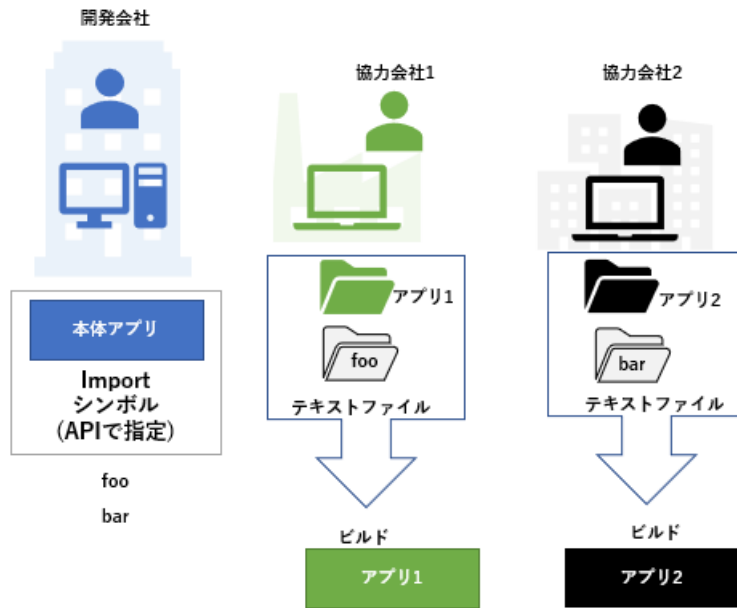 開発会社
本体アプリ
Import
シンボル
(APIで指定)
foo
bar
協力会社1
アプリ1
foo
テキストファイル
ビルド
アプリ1
協力会社2
アプリ2
bar
テキストファイル
ビルド
アプリ2